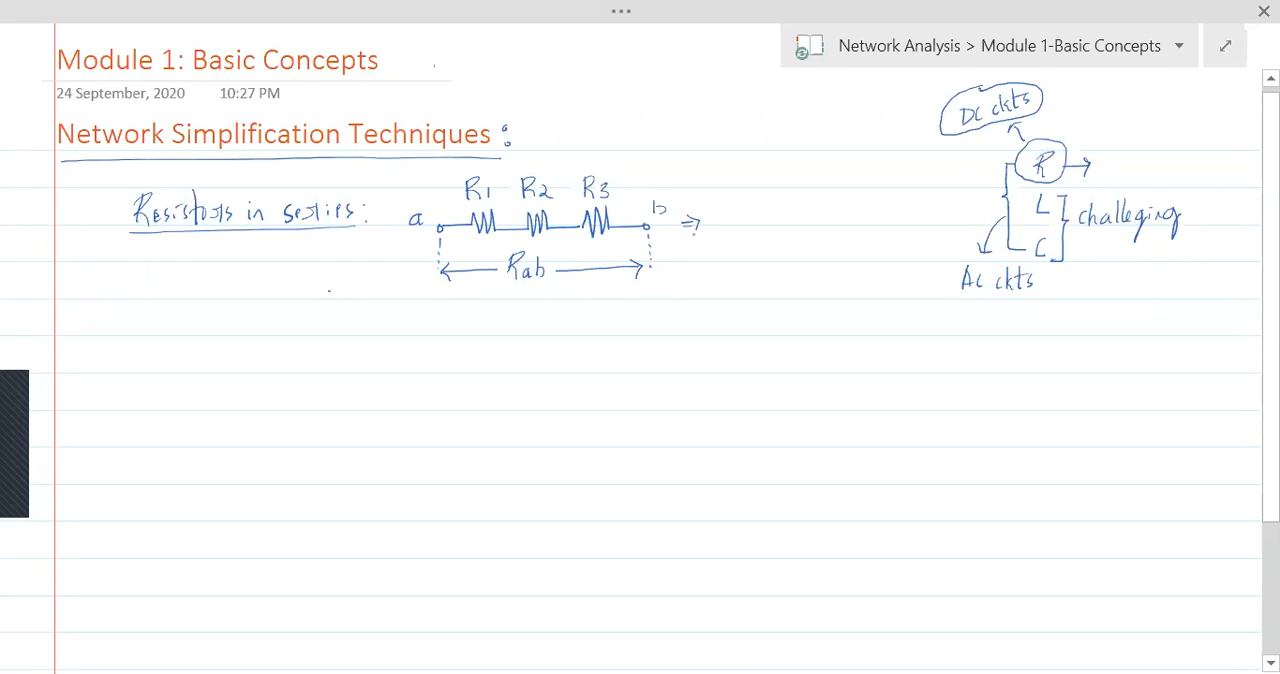 Network Analysis > Module 1-Basic Concepts
Module 1: Basic Concepts
24 September, 2020 10:27 PM
Network Simplification Techniques :
Resistors in series:
R1 R2 R3
a b ⇒
Rab
DC ckts
R →
L
C
challeging
Ac ckts